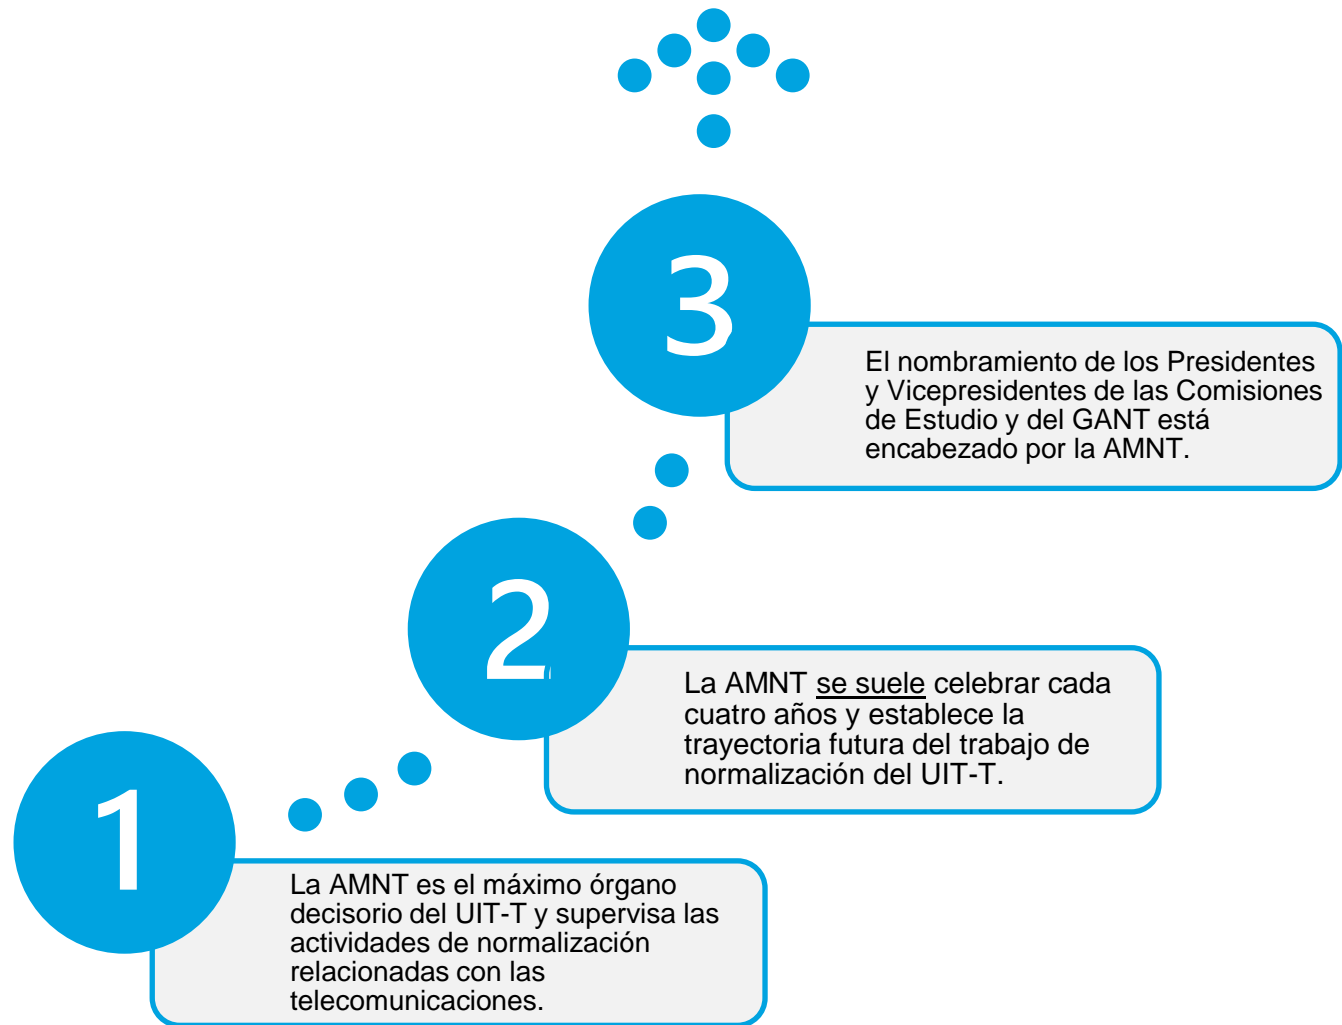 3
El nombramiento de los Presidentes
y Vicepresidentes de las Comisiones
de Estudio y del GANT está
encabezado por la AMNT.
2
La AMNT se suele celebrar cada
cuatro años y establece la
trayectoria futura del trabajo de
normalización del UIT-T.
1
La AMNT es el máximo órgano
decisorio del UIT-T y supervisa las
actividades de normalización
relacionadas con las
telecomunicaciones.